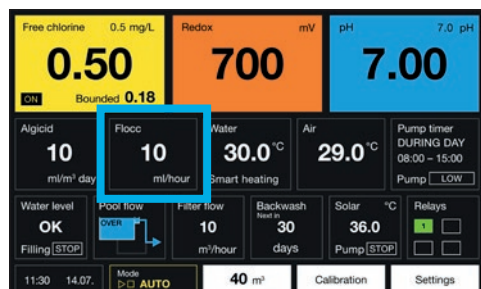 Free chlorine 0.5 mg/L
0.50
ON Bounded 0.18
Redox mV
700
pH 7.0 pH
7.00
Algicid
10
ml/m³ day
Flocc
10
ml/hour
Water
30.0 °C
Smart heating
Air
29.0 °C
Pump timer
DURING DAY
08:00 – 15:00
Pump LOW
Water level
OK
Filling STOP
Pool flow
OVER
Filter flow
10
m³/hour
Backwash
Next in
30
days
Solar °C
36.0
Pump STOP
Relays
1
11:30 14.07.
Mode
AUTO
40 m³
Calibration
Settings